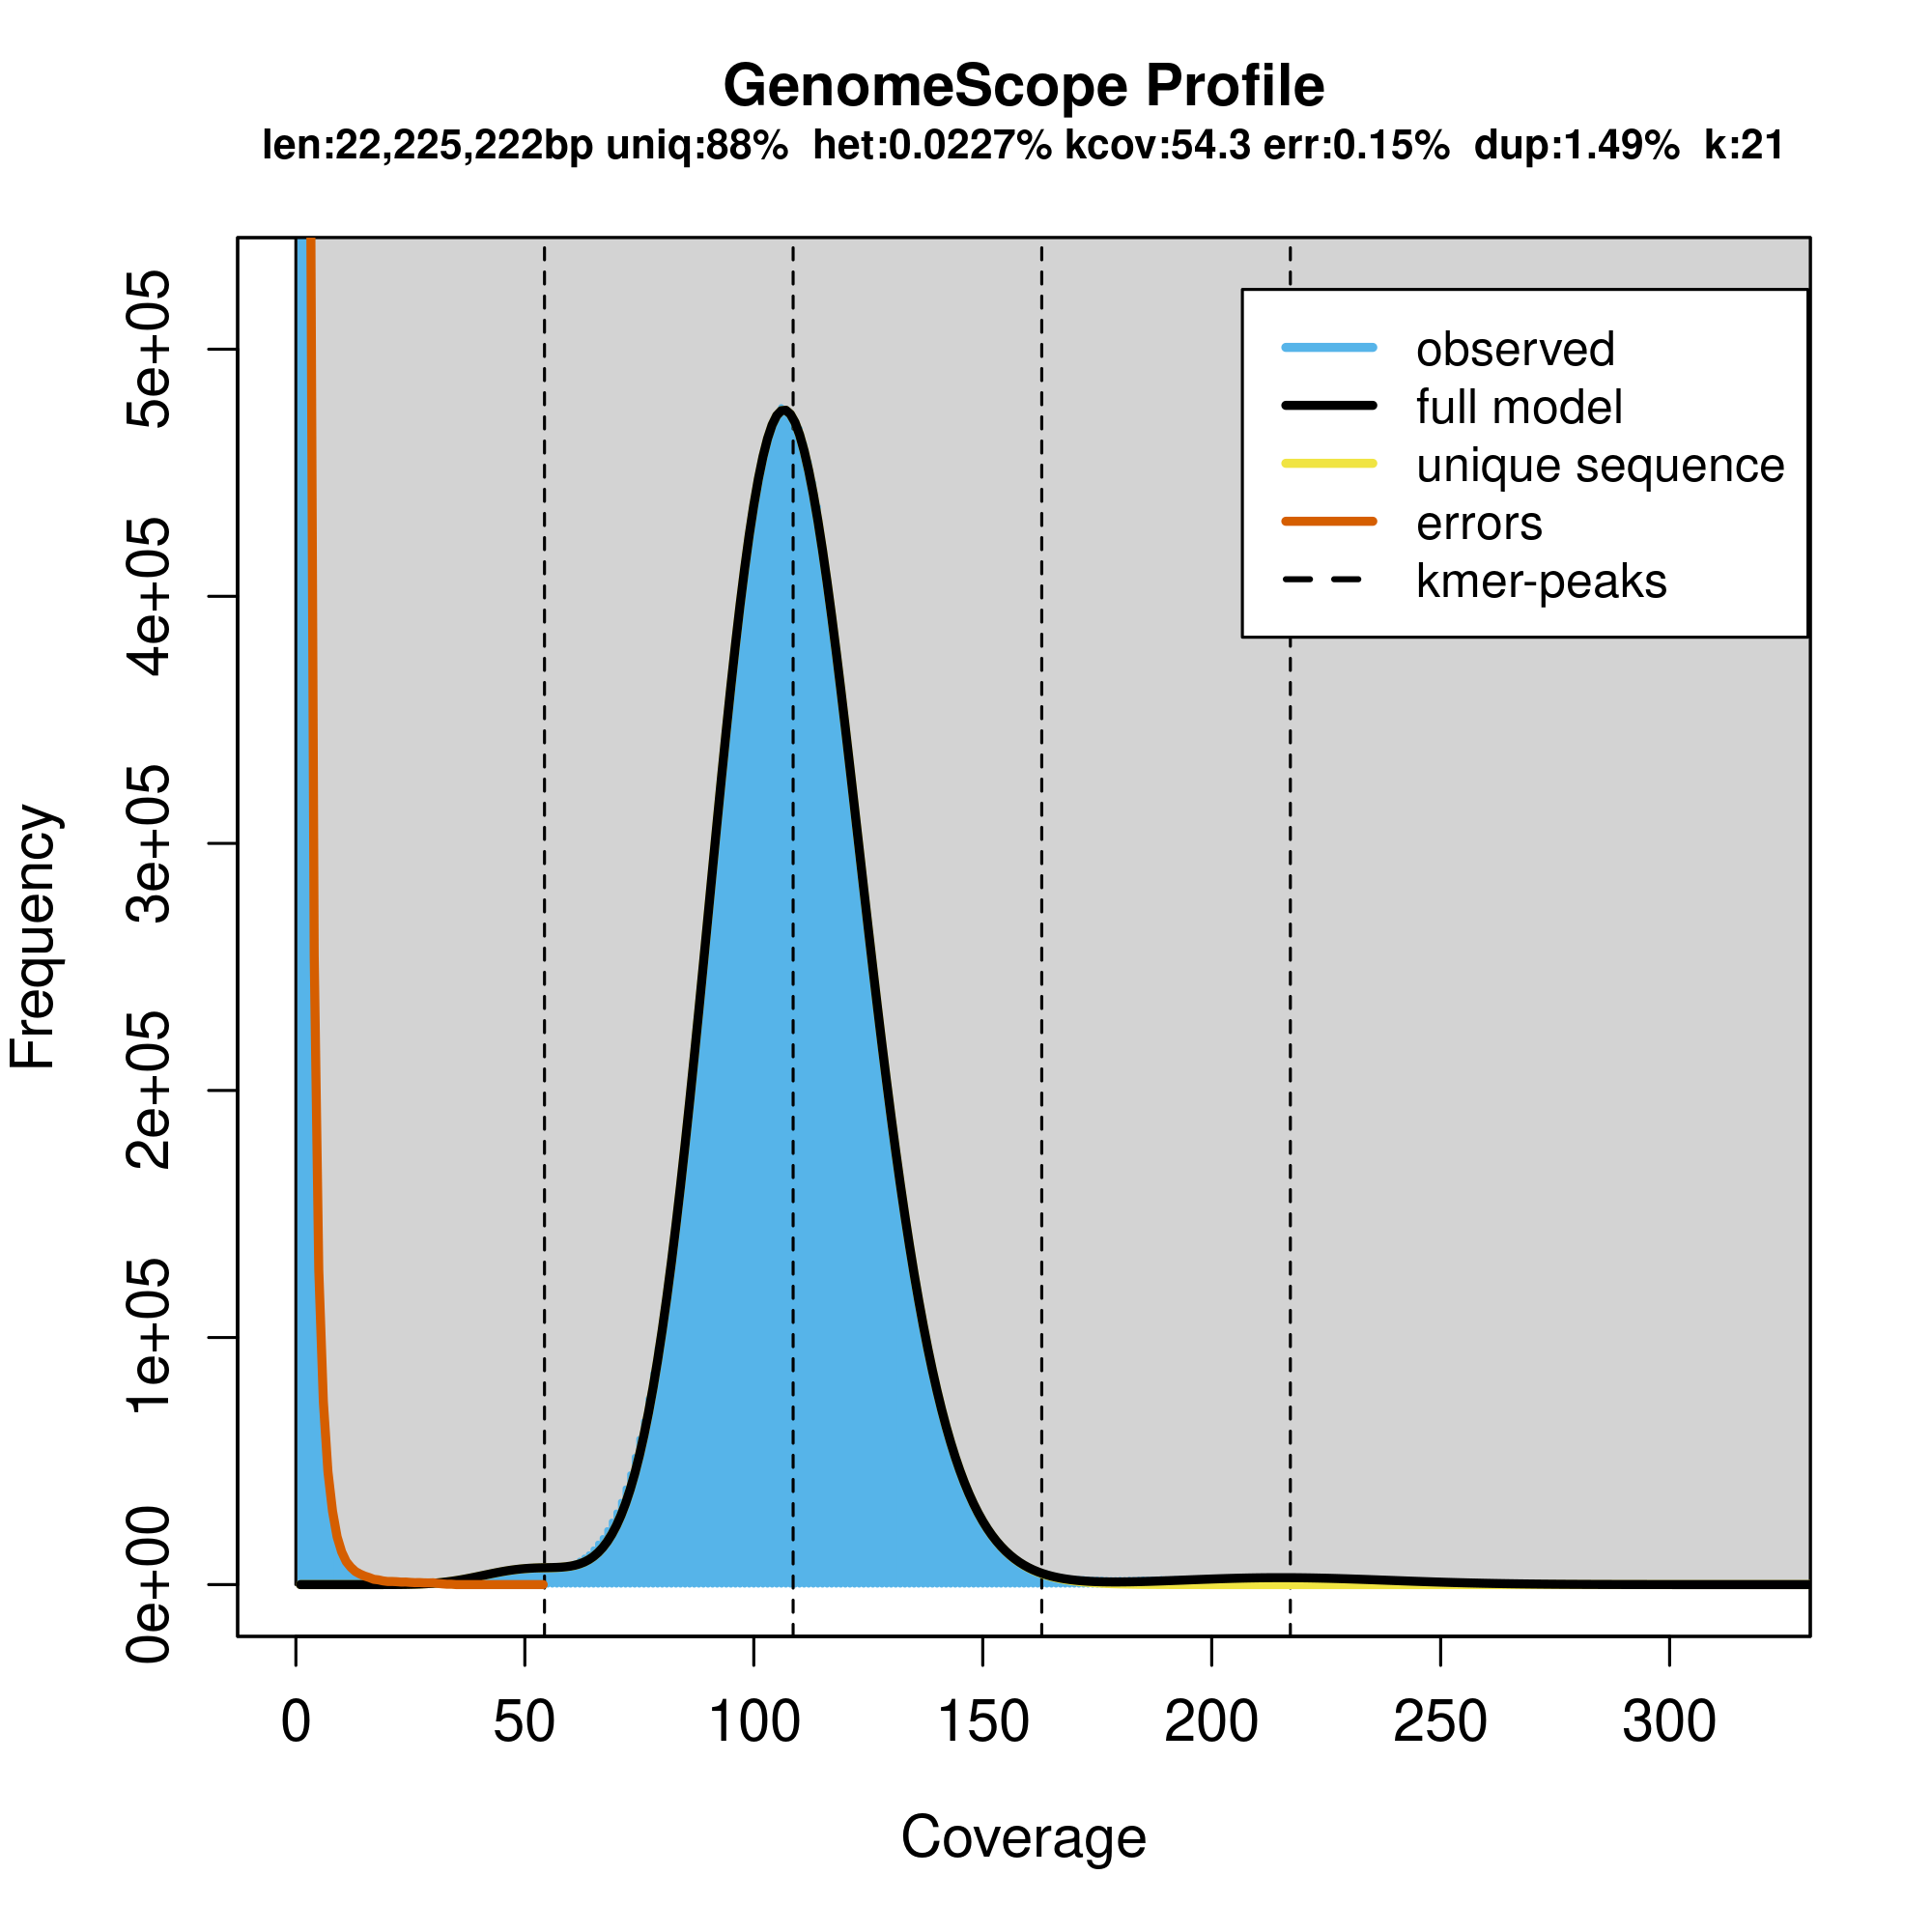 GenomeScope Profile
len:22,225,222bp uniq:88% het:0.0227% kcov:54.3 err:0.15% dup:1.49% k:21
observed
full model
unique sequence
errors
kmer-peaks
Frequency
5e+05
4e+05
3e+05
2e+05
1e+05
0e+00
0 50 100 150 200 250 300
Coverage